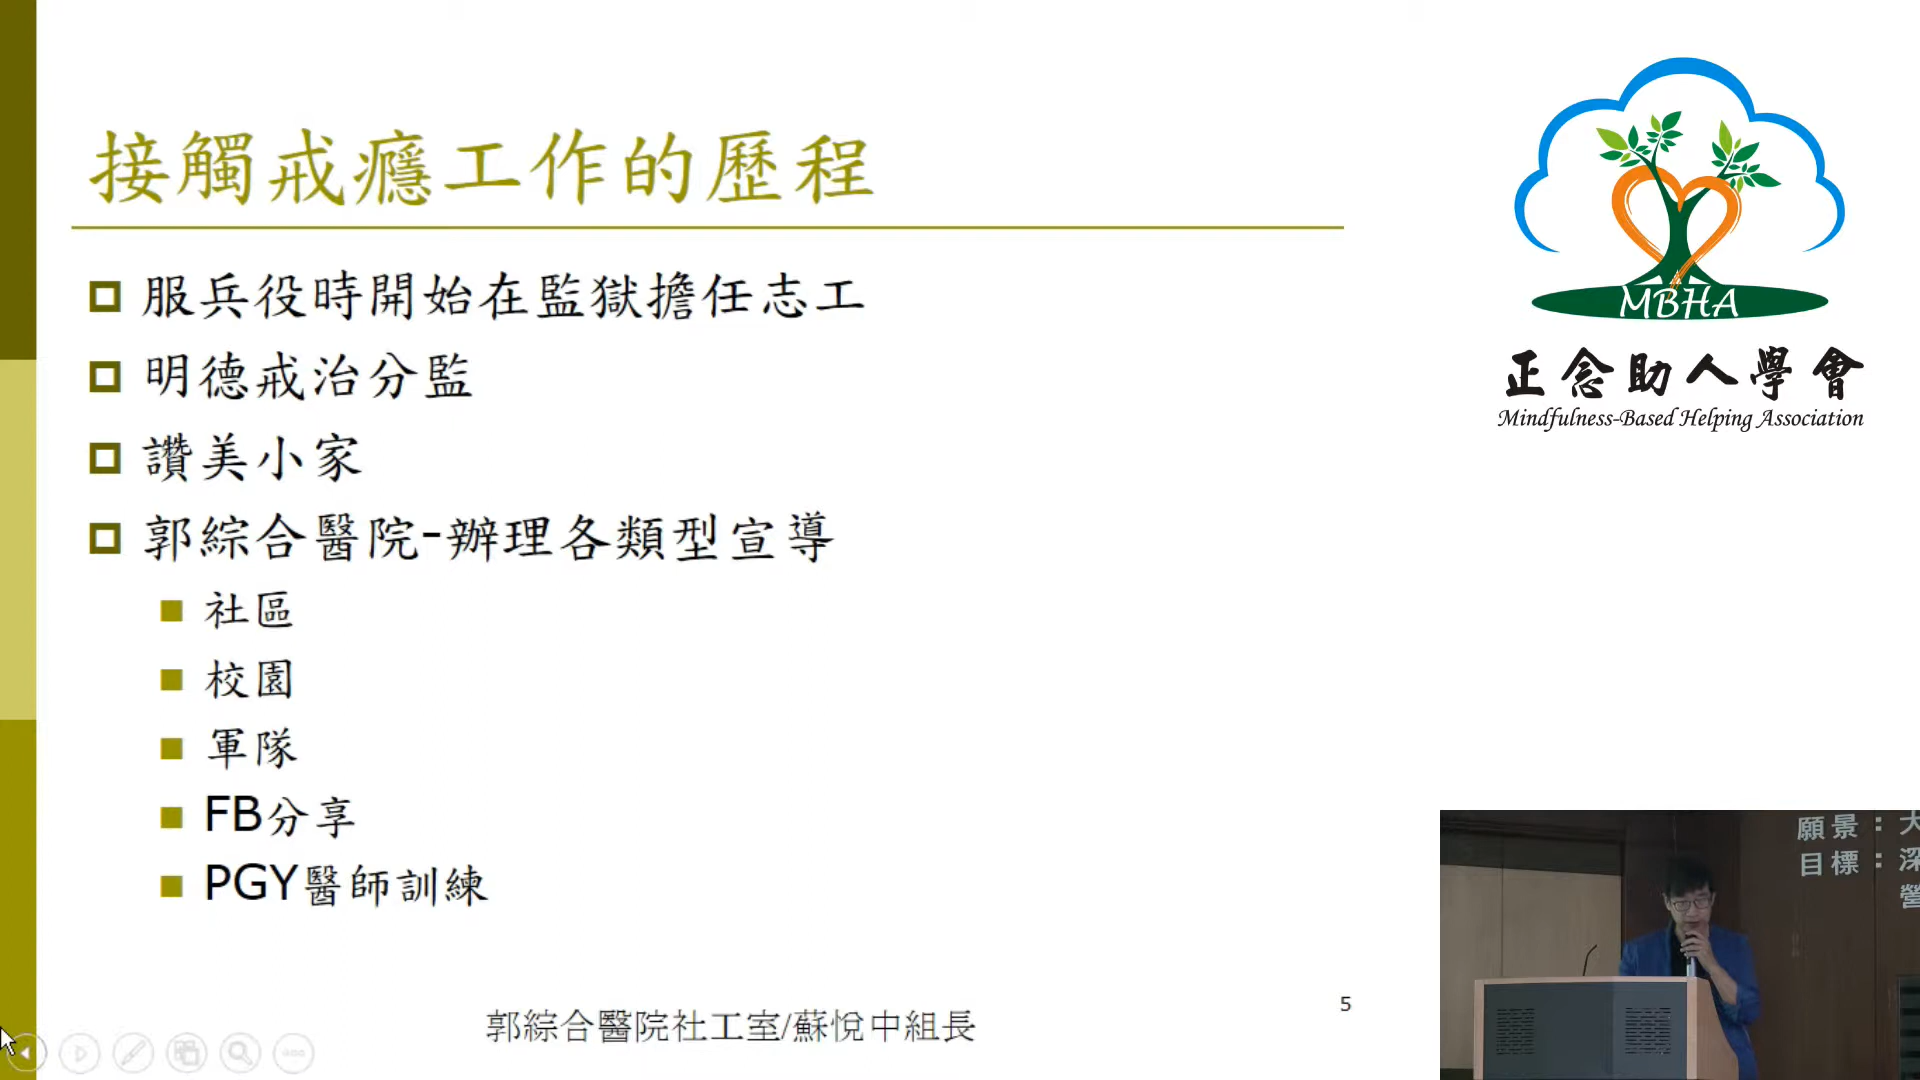 接觸戒癮工作的歷程
服兵役時開始在監獄擔任志工
明德戒治分監
讚美小家
郭綜合醫院-辦理各類型宣導
社區
校園
軍隊
FB分享
PGY醫師訓練
郭綜合醫院社工室/蘇悅中組長
5
MBHA
正念助人學會
Mindfulness-Based Helping Association
願景：大
目標：深
營